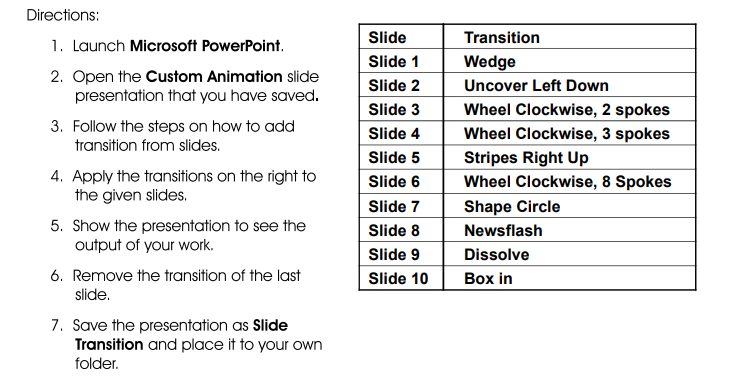 Directions:
1. Launch Microsoft PowerPoint.
2. Open the Custom Animation slide
presentation that you have saved.
3. Follow the steps on how to add
transition from slides.
4. Apply the transitions on the right to
the given slides.
5. Show the presentation to see the
output of your work.
6. Remove the transition of the last
slide.
7. Save the presentation as Slide
Transition and place it to your own
folder.
Slide Transition
Slide 1 Wedge
Slide 2 Uncover Left Down
Slide 3 Wheel Clockwise, 2 spokes
Slide 4 Wheel Clockwise, 3 spokes
Slide 5 Stripes Right Up
Slide 6 Wheel Clockwise, 8 Spokes
Slide 7 Shape Circle
Slide 8 Newsflash
Slide 9 Dissolve
Slide 10 Box in